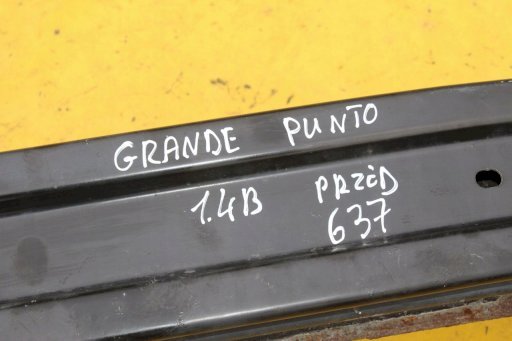 GRANDE PUNTO
1.4B PRZÓD
637